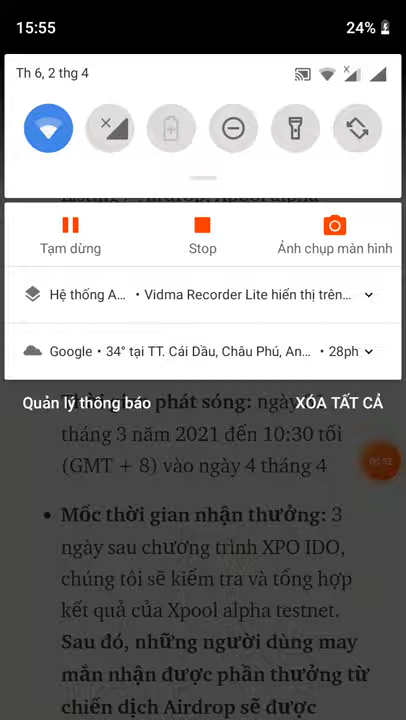 15:55
24%
Th 6, 2 thg 4
Tạm dừng
Stop
Ảnh chụp màn hình
Hệ thống A... • Vidma Recorder Lite hiển thị trên...
Google • 34° tại TT. Cái Dầu, Châu Phú, An... • 28ph
Quản lý thông báo
XÓA TẤT CẢ
Thời gian phát sóng: ngày
tháng 3 năm 2021 đến 10:30 tối
(GMT + 8) vào ngày 4 tháng 4
• Mốc thời gian nhận thưởng: 3
ngày sau chương trình XPO IDO,
chúng tôi sẽ kiểm tra và tổng hợp
kết quả của Xpool alpha testnet.
Sau đó, những người dùng may
mắn nhận được phần thưởng từ
chiến dịch Airdrop sẽ được